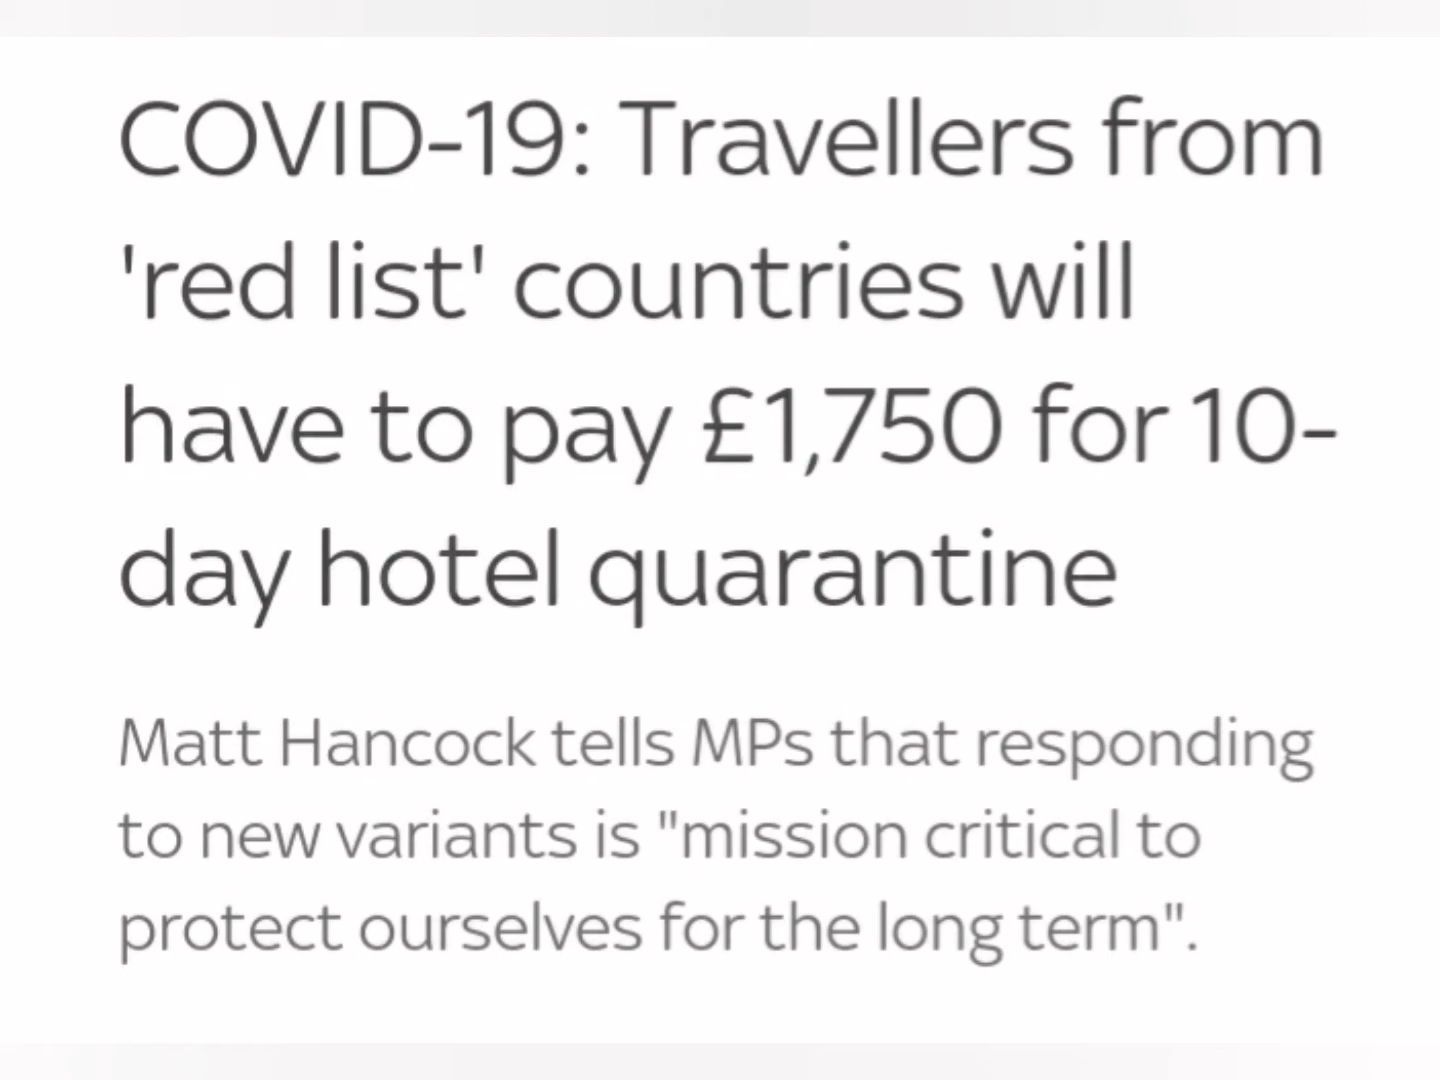 COVID-19: Travellers from
'red list' countries will
have to pay £1,750 for 10-
day hotel quarantine
Matt Hancock tells MPs that responding
to new variants is "mission critical to
protect ourselves for the long term".